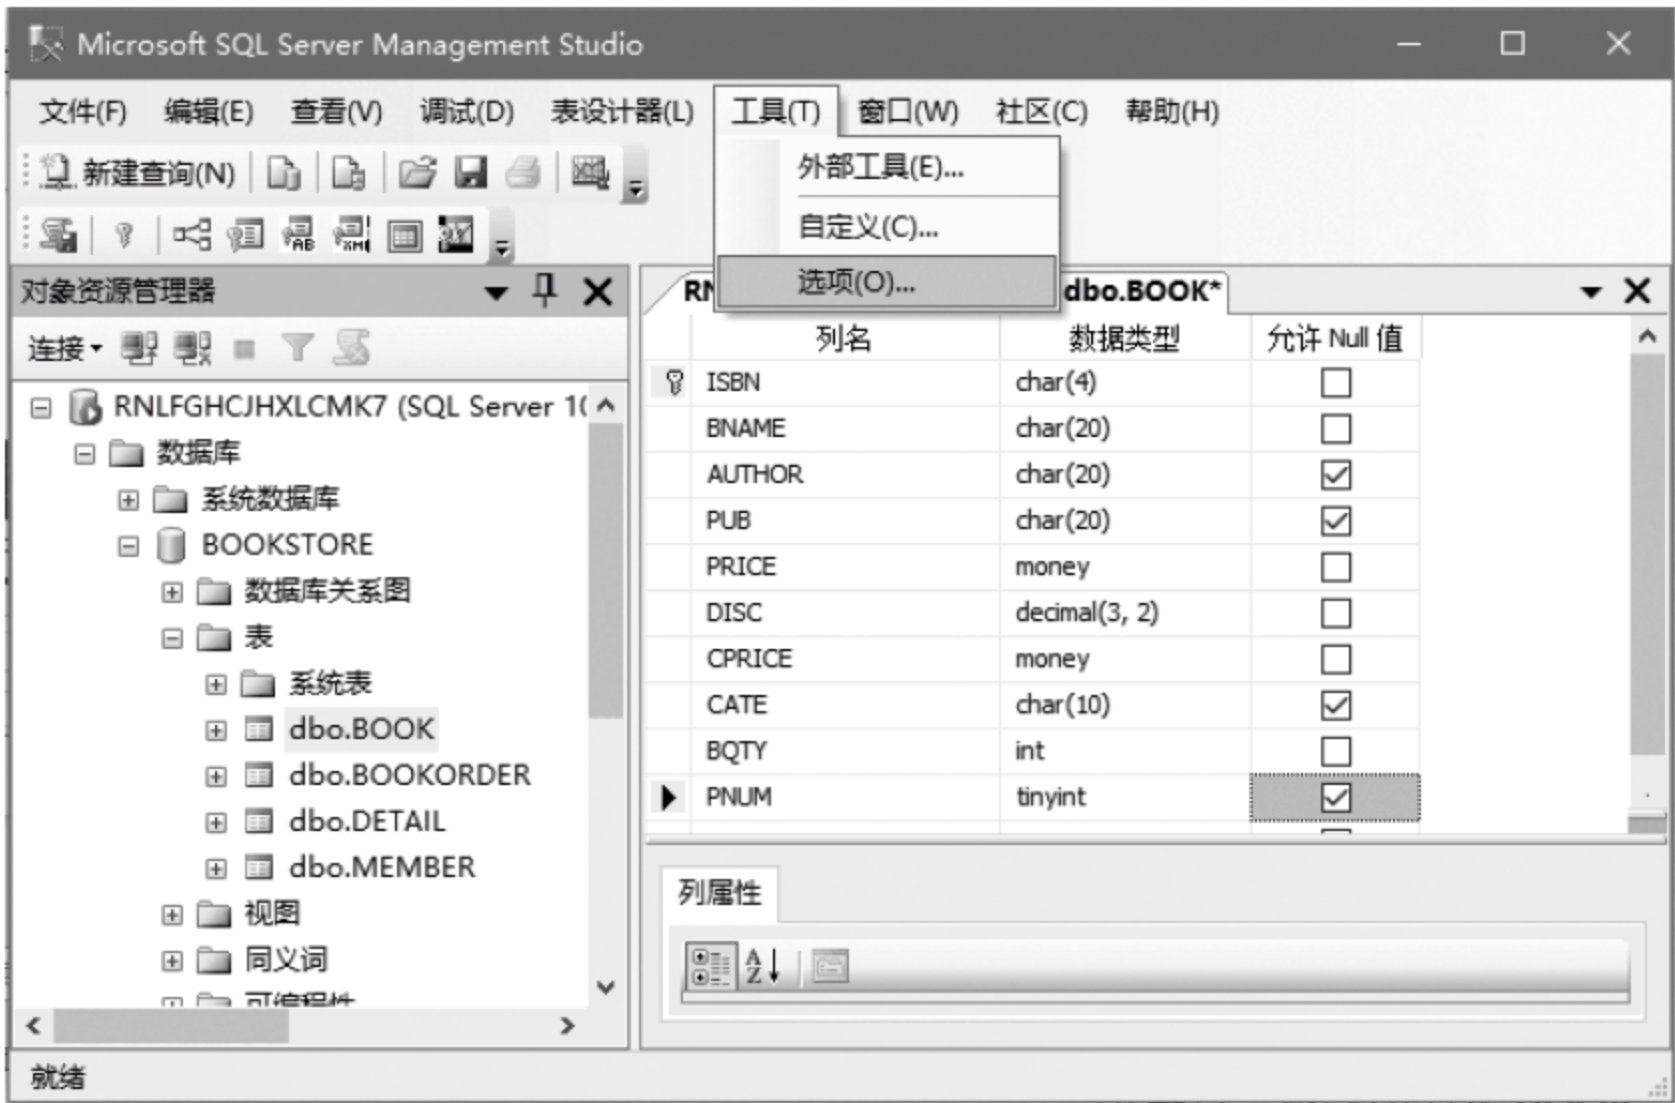 Microsoft SQL Server Management Studio
文件(F) 编辑(E) 查看(V) 调试(D) 表设计器(L) 工具(T) 窗口(W) 社区(C) 帮助(H)
新建查询(N)
外部工具(E)...
自定义(C)...
选项(O)...
对象资源管理器
连接
RNLFGHCJHXLCMK7 (SQL Server 10
数据库
系统数据库
BOOKSTORE
数据库关系图
表
系统表
dbo.BOOK
dbo.BOOKORDER
dbo.DETAIL
dbo.MEMBER
视图
同义词
可编程性
RN dbo.BOOK*
列名 数据类型 允许 Null 值
ISBN char(4)
BNAME char(20)
AUTHOR char(20)
PUB char(20)
PRICE money
DISC decimal(3, 2)
CPRICE money
CATE char(10)
BQTY int
PNUM tinyint
列属性
就绪